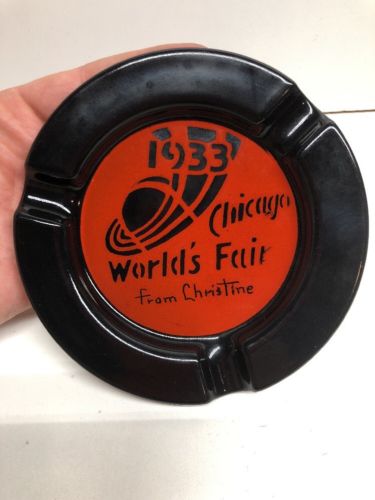 1933
Chicago
World's Fair
from Christine